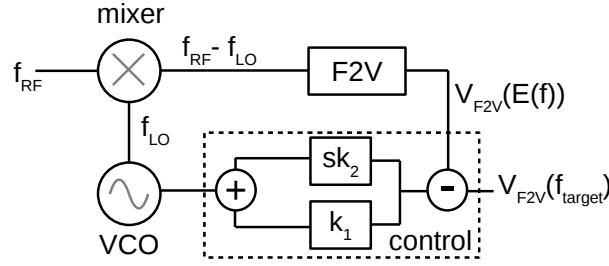 mixer
f_RF
f_RF- f_LO
F2V
V_F2V(E(f))
f_LO
sk_2
+
-
V_F2V(f_target)
k_1
control
VCO